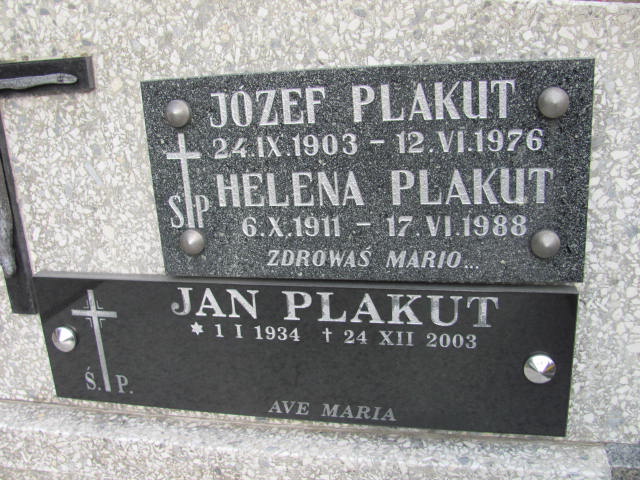 JÓZEF PLAKUT
24.IX.1903 - 12.VI.1976
Ś P
HELENA PLAKUT
6.X.1911 - 17.VI.1988
ZDROWAŚ MARIO...
JAN PLAKUT
✶ 1 I 1934 † 24 XII 2003
Ś. P.
AVE MARIA